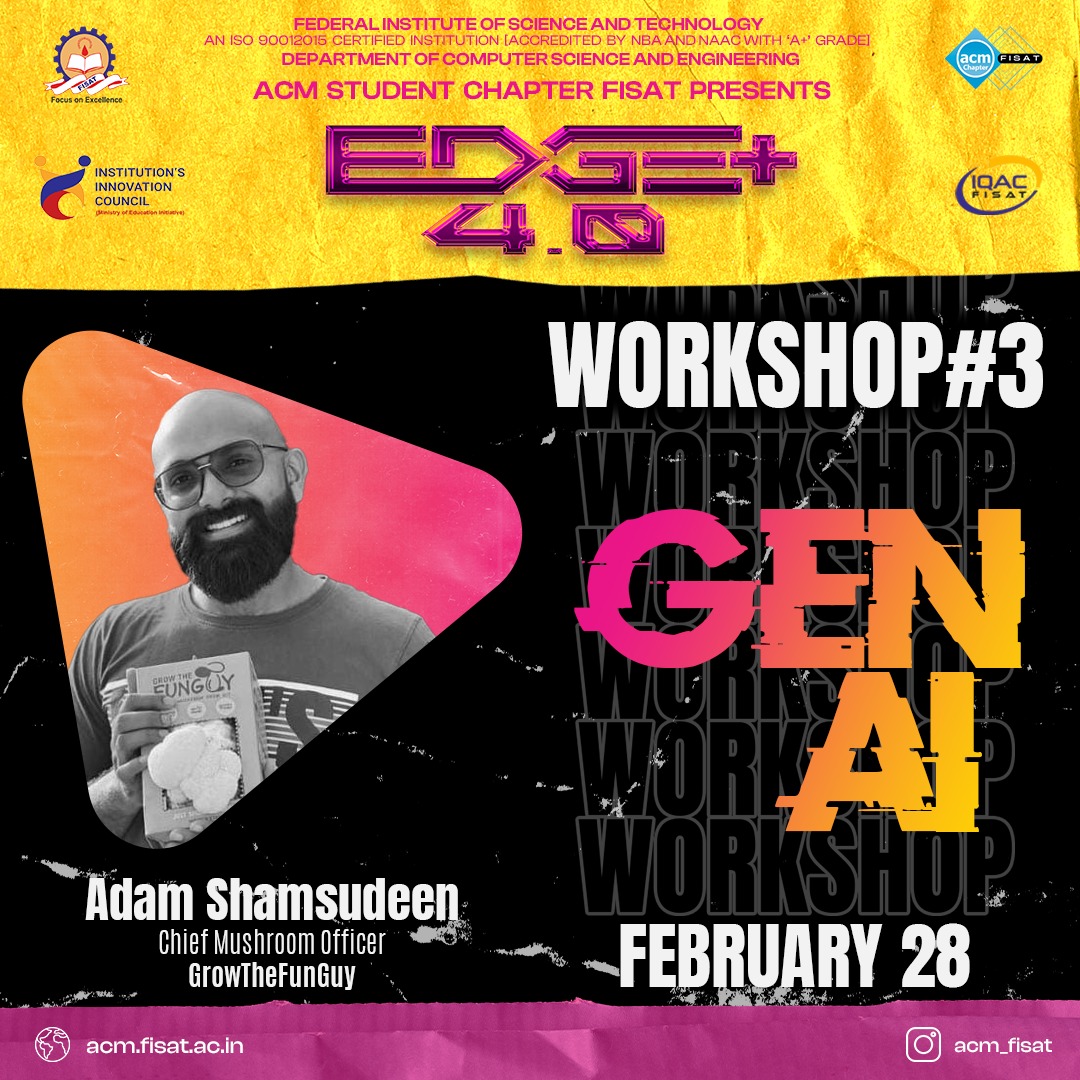 FEDERAL INSTITUTE OF SCIENCE AND TECHNOLOGY
AN ISO 90012015 CERTIFIED INSTITUTION [ACCREDITED BY NBA AND NAAC WITH ‘A+’ GRADE]
DEPARTMENT OF COMPUTER SCIENCE AND ENGINEERING
ACM STUDENT CHAPTER FISAT PRESENTS
FISAT
Focus on Excellence
acm
Chapter
FISAT
EDGE+
4.0
INSTITUTION'S
INNOVATION
COUNCIL
(Ministry of Education Initiative)
IQAC
FISAT
WORKSHOP
WORKSHOP#3
WORKSHOP
WORKSHOP
WORKSHOP
WORKSHOP
WORKSHOP
GEN
AI
GROW THE
FUNGUY
Adam Shamsudeen
Chief Mushroom Officer
GrowTheFunGuy
FEBRUARY 28
acm.fisat.ac.in
acm_fisat